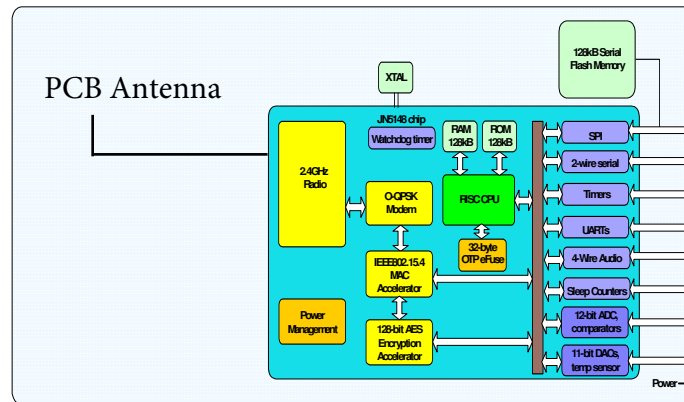 128kB Serial
Flash Memory
XTAL
PCB Antenna
JN5148 chip
Watchdog timer
RAM
128kB
ROM
128kB
SPI
2-wire serial
2.4GHz
Radio
O-QPSK
Modem
RISC CPU
Timers
UARTs
32-byte
OTP eFuse
IEEE802.15.4
MAC
Accelerator
4-Wire Audio
Sleep Counters
Power
Management
128-bit AES
Encryption
Accelerator
12-bit ADC,
comparators
11-bit DACs,
temp sensor
Power